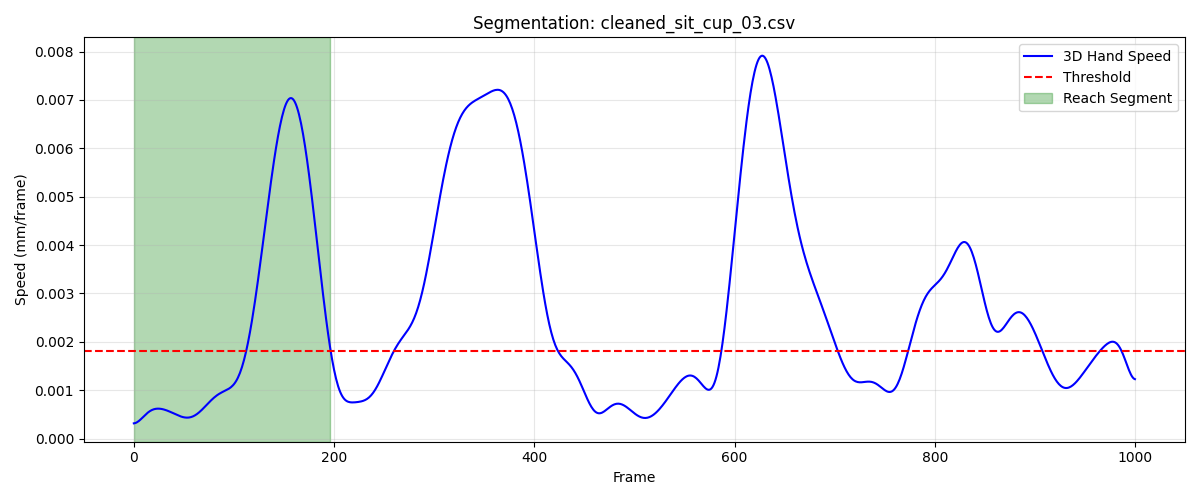 Segmentation: cleaned_sit_cup_03.csv
0.008
0.007
0.006
0.005
0.004
0.003
0.002
0.001
0.000
Speed (mm/frame)
3D Hand Speed
Threshold
Reach Segment
0 200 400 600 800 1000
Frame